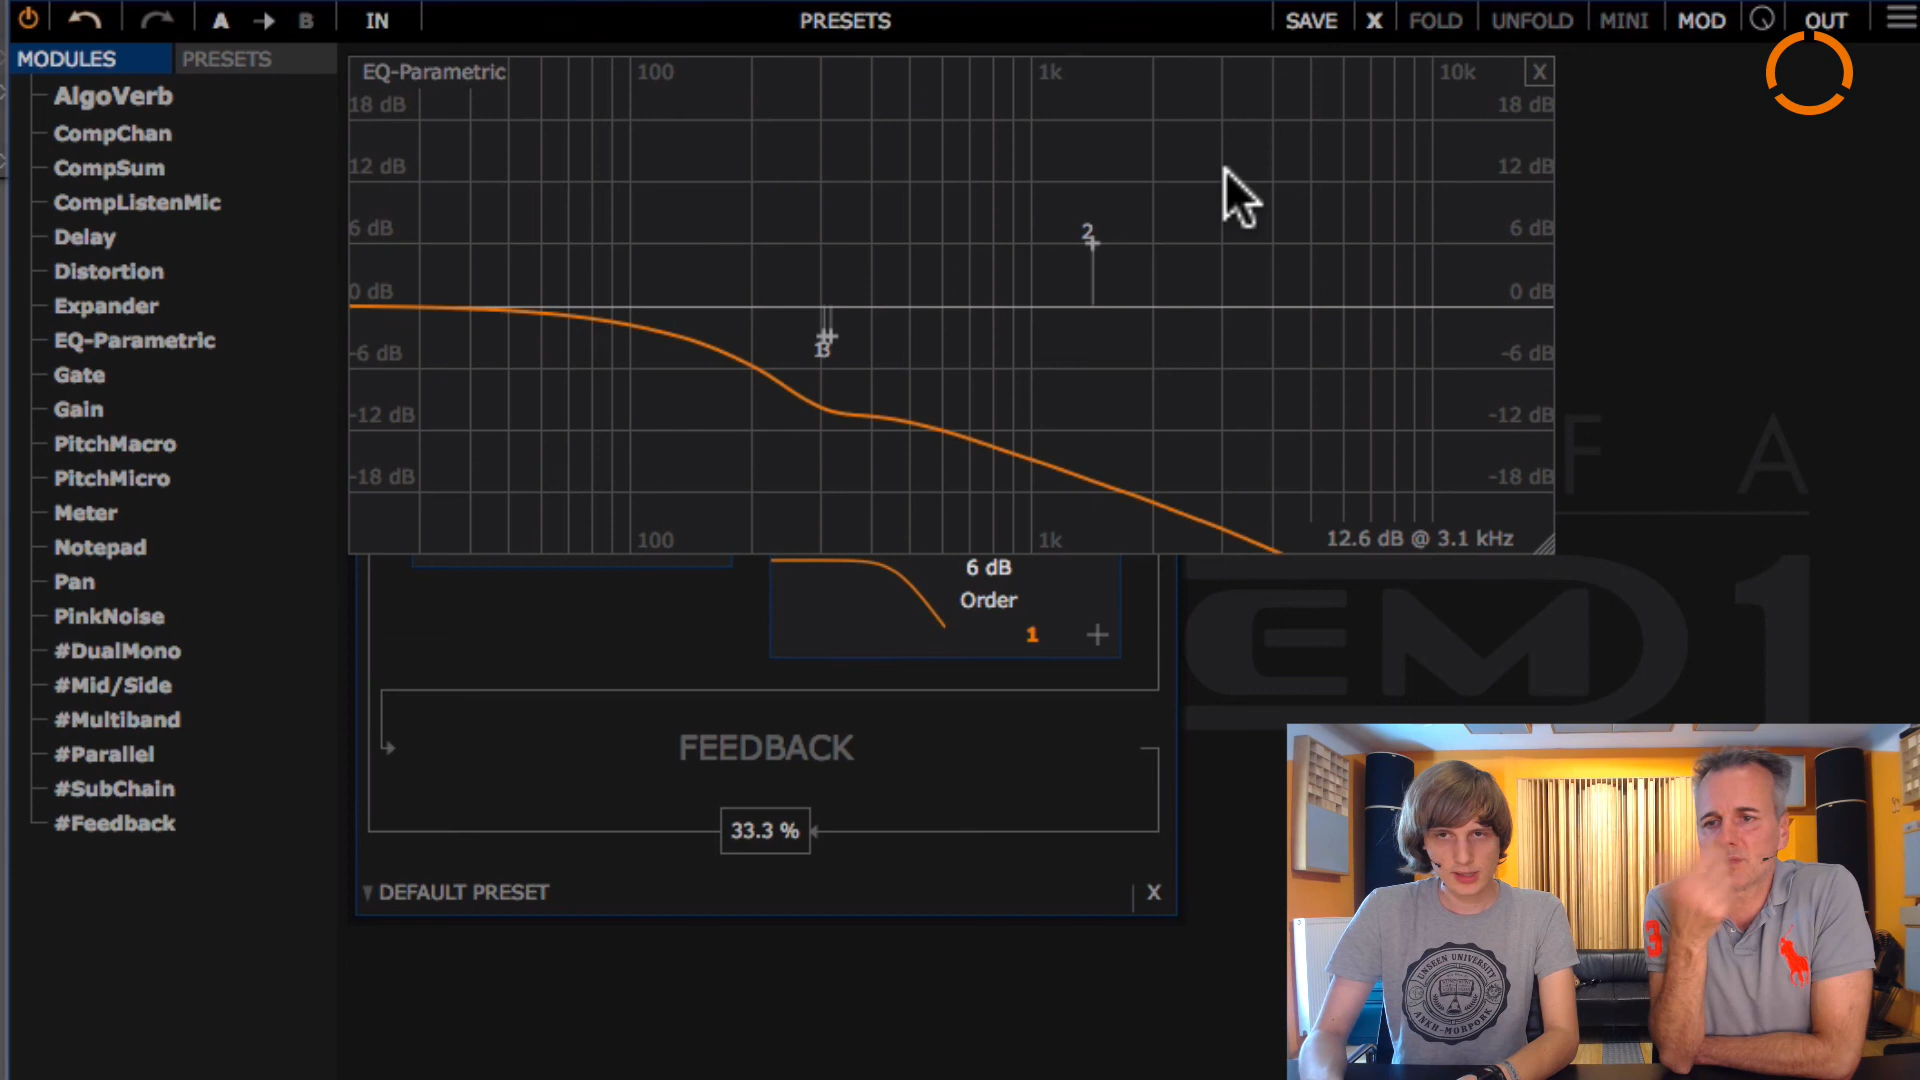 A B IN PRESETS SAVE X FOLD UNFOLD MINI MOD OUT
MODULES PRESETS
AlgoVerb
CompChan
CompSum
CompListenMic
Delay
Distortion
Expander
EQ-Parametric
Gate
Gain
PitchMacro
PitchMicro
Meter
Notepad
Pan
PinkNoise
#DualMono
#Mid/Side
#Multiband
#Parallel
#SubChain
#Feedback
EQ-Parametric 100 1k 10k X
18 dB 18 dB
12 dB 12 dB
6 dB 2 6 dB
0 dB 0 dB
-6 dB 13 -6 dB
-12 dB -12 dB
-18 dB -18 dB
100 1k 12.6 dB @ 3.1 kHz
F A
EM 1
6 dB
Order
1 +
FEEDBACK
33.3 %
DEFAULT PRESET X
UNSEEN UNIVERSITY
ANKH-MORPORK
3